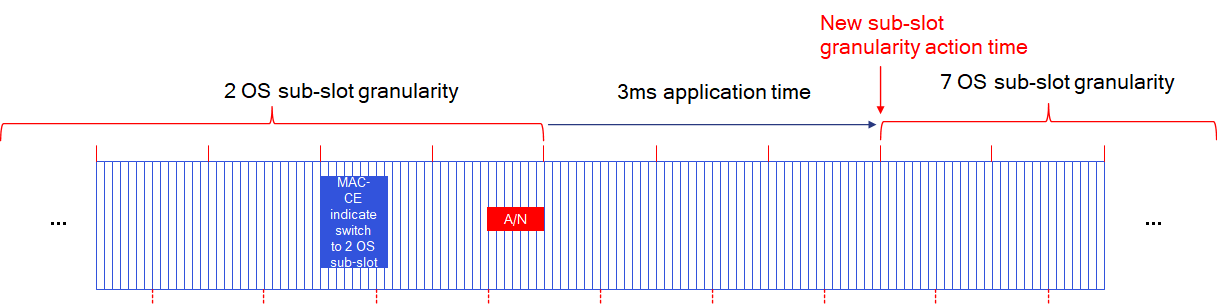 New sub-slot
granularity action time
2 OS sub-slot granularity
3ms application time
7 OS sub-slot granularity
...
MAC-
CE
indicate
switch
to 2 OS
sub-slot
A/N
...